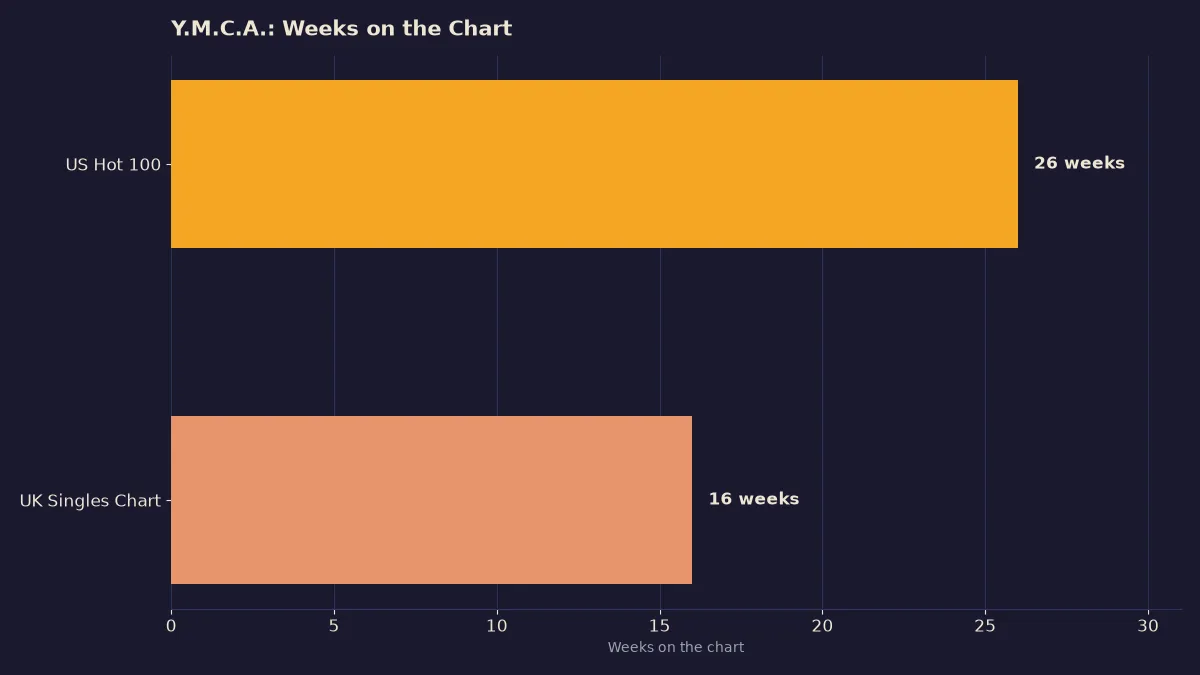 Y.M.C.A.: Weeks on the Chart
US Hot 100
26 weeks
UK Singles Chart
16 weeks
0 5 10 15 20 25 30
Weeks on the chart